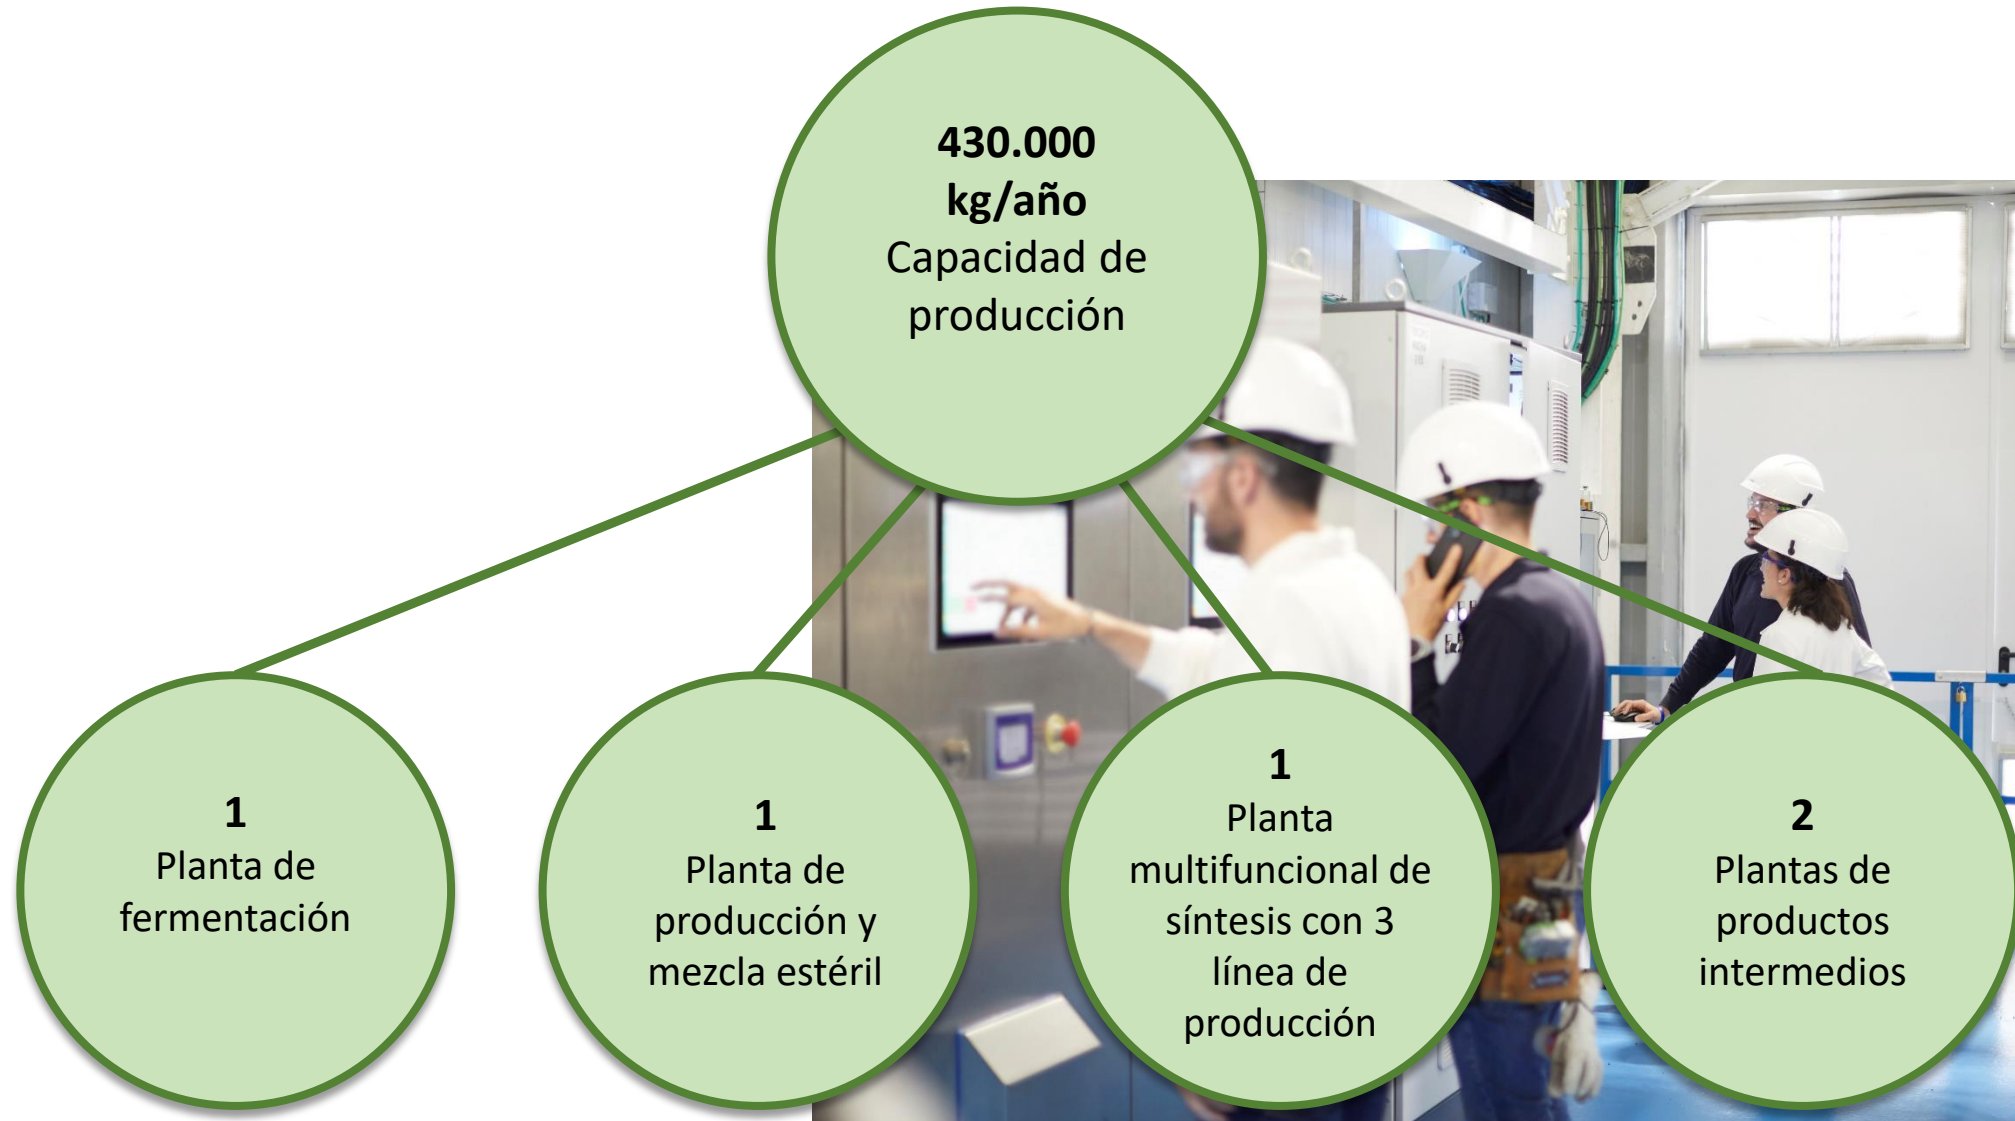 430.000
kg/año
Capacidad de
producción
1
Planta de
fermentación
1
Planta de
producción y
mezcla estéril
1
Planta
multifuncional de
síntesis con 3
línea de
producción
2
Plantas de
productos
intermedios